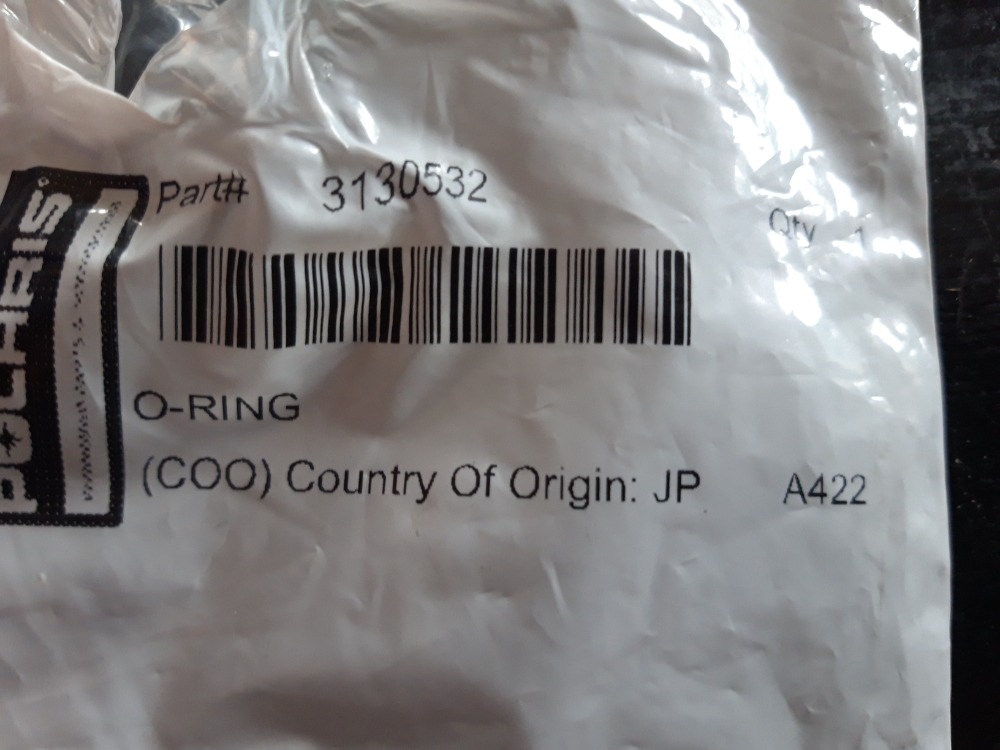 POLARIS
Part# 3130532
Qty 1
O-RING
(COO) Country Of Origin: JP A422